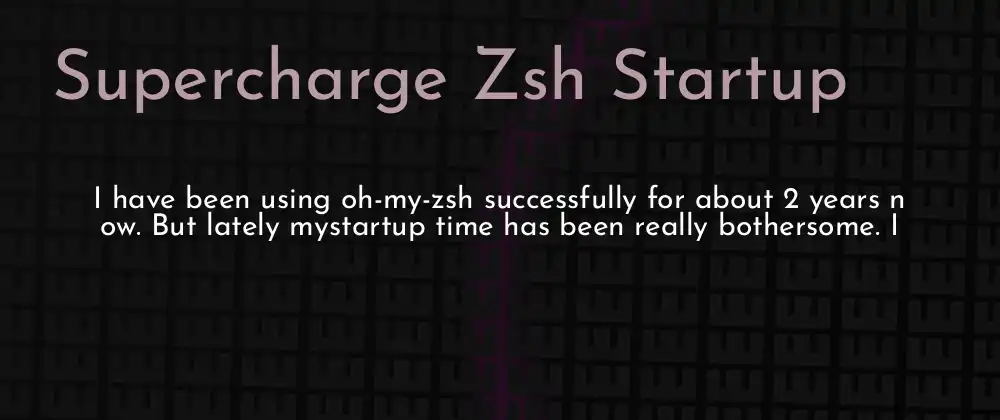 Supercharge Zsh Startup
I have been using oh-my-zsh successfully for about 2 years n
ow. But lately mystartup time has been really bothersome. I